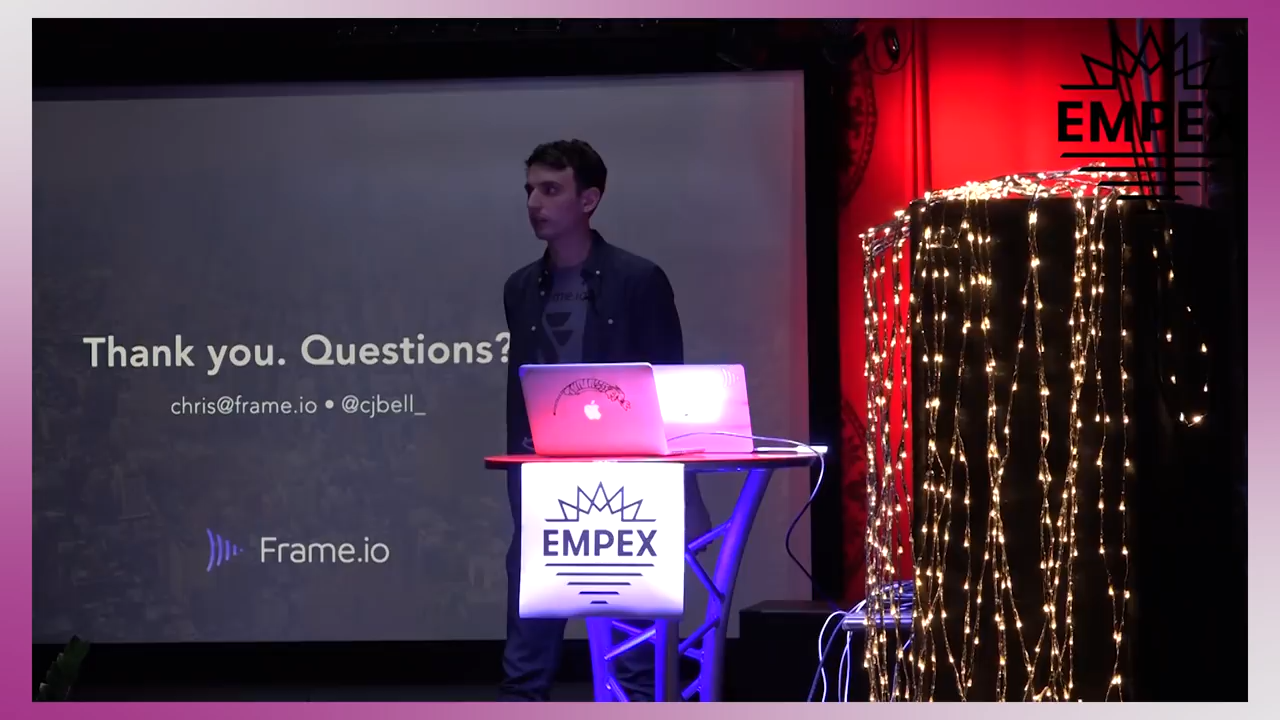 EMPEX
Thank you. Questions?
chris@frame.io • @cjbell_
Frame.io
EMPEX